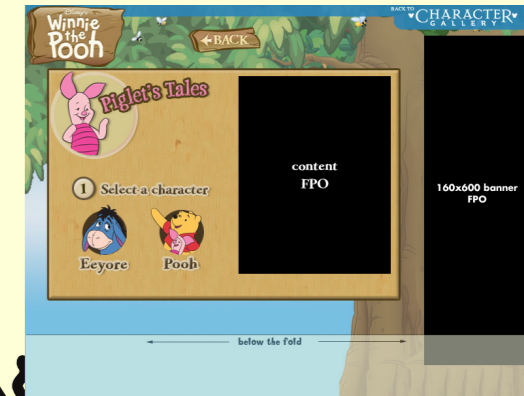 Disney's
Winnie
the
Pooh
BACK
BACK TO
CHARACTER
GALLERY
Piglet's Tales
content
FPO
160x600 banner
FPO
1 Select a character
Eeyore Pooh
below the fold